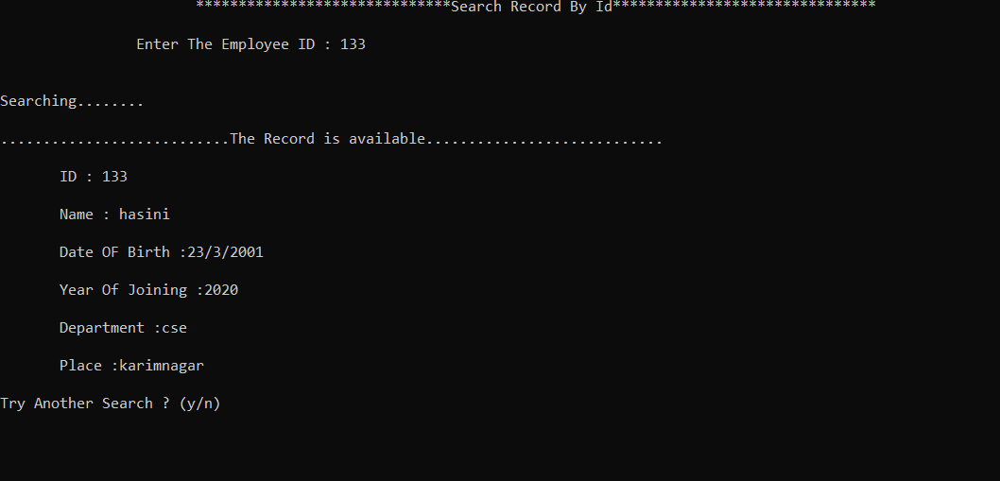 ******************************Search Record By Id*******************************
Enter The Employee ID : 133
Searching........
...........................The Record is available............................
ID : 133
Name : hasini
Date OF Birth :23/3/2001
Year Of Joining :2020
Department :cse
Place :karimnagar
Try Another Search ? (y/n)